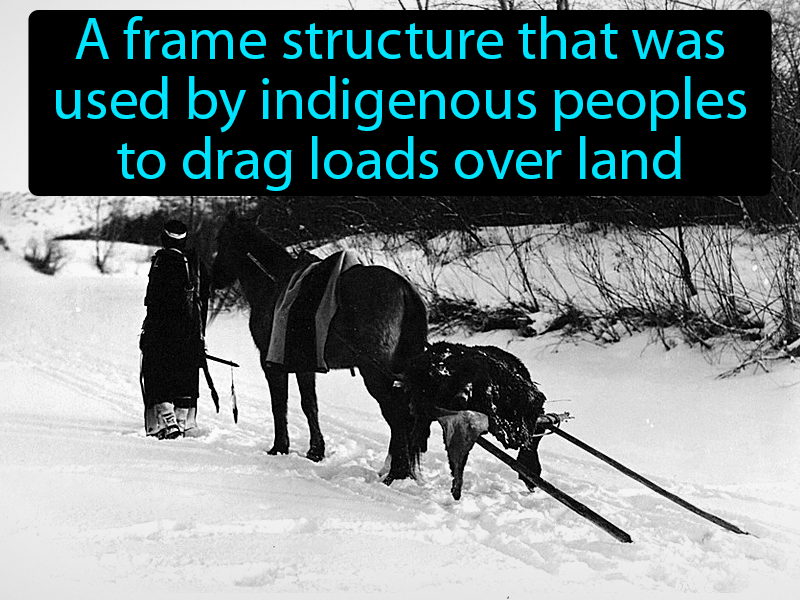 A frame structure that was
used by indigenous peoples
to drag loads over land